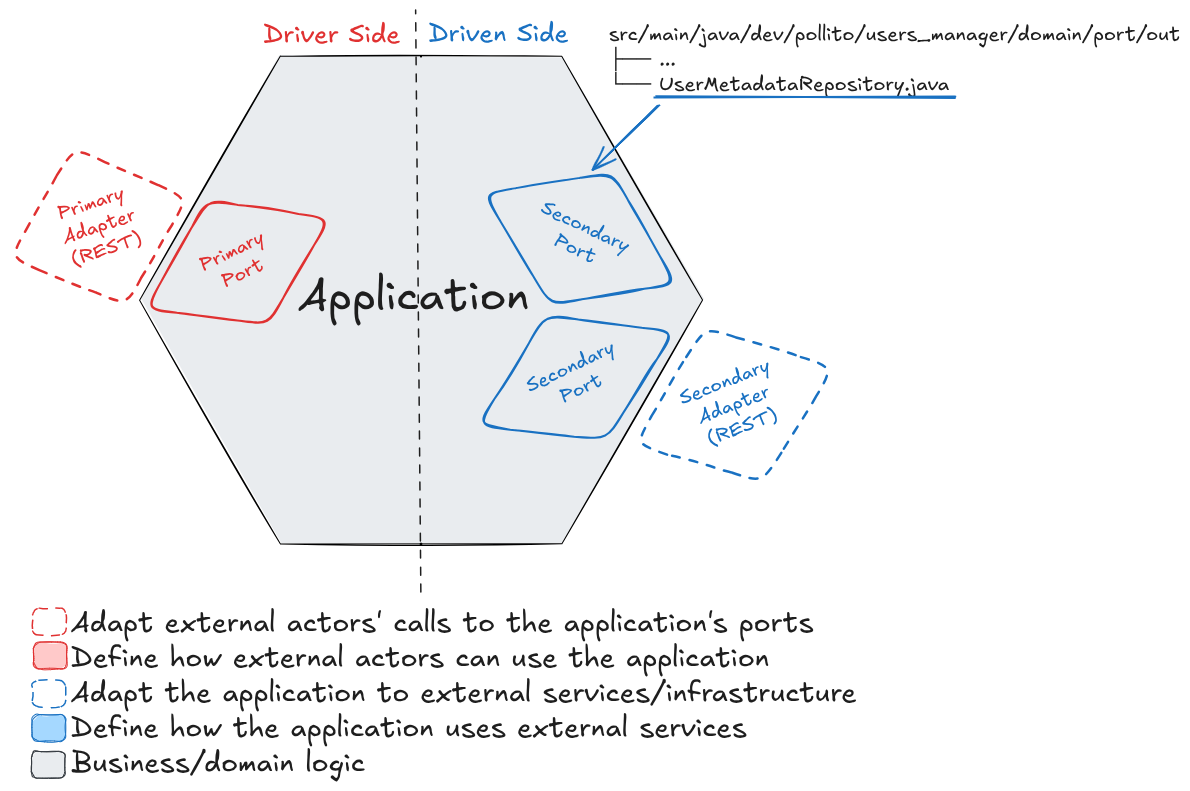 Driver Side
Driven Side
src/main/java/dev/pollito/users_manager/domain/port/out
...
UserMetadataRepository.java
Primary
Adapter
(REST)
Primary
Port
Application
Secondary
Port
Secondary
Port
Secondary
Adapter
(REST)
Adapt external actors' calls to the application's ports
Define how external actors can use the application
Adapt the application to external services/infrastructure
Define how the application uses external services
Business/domain logic